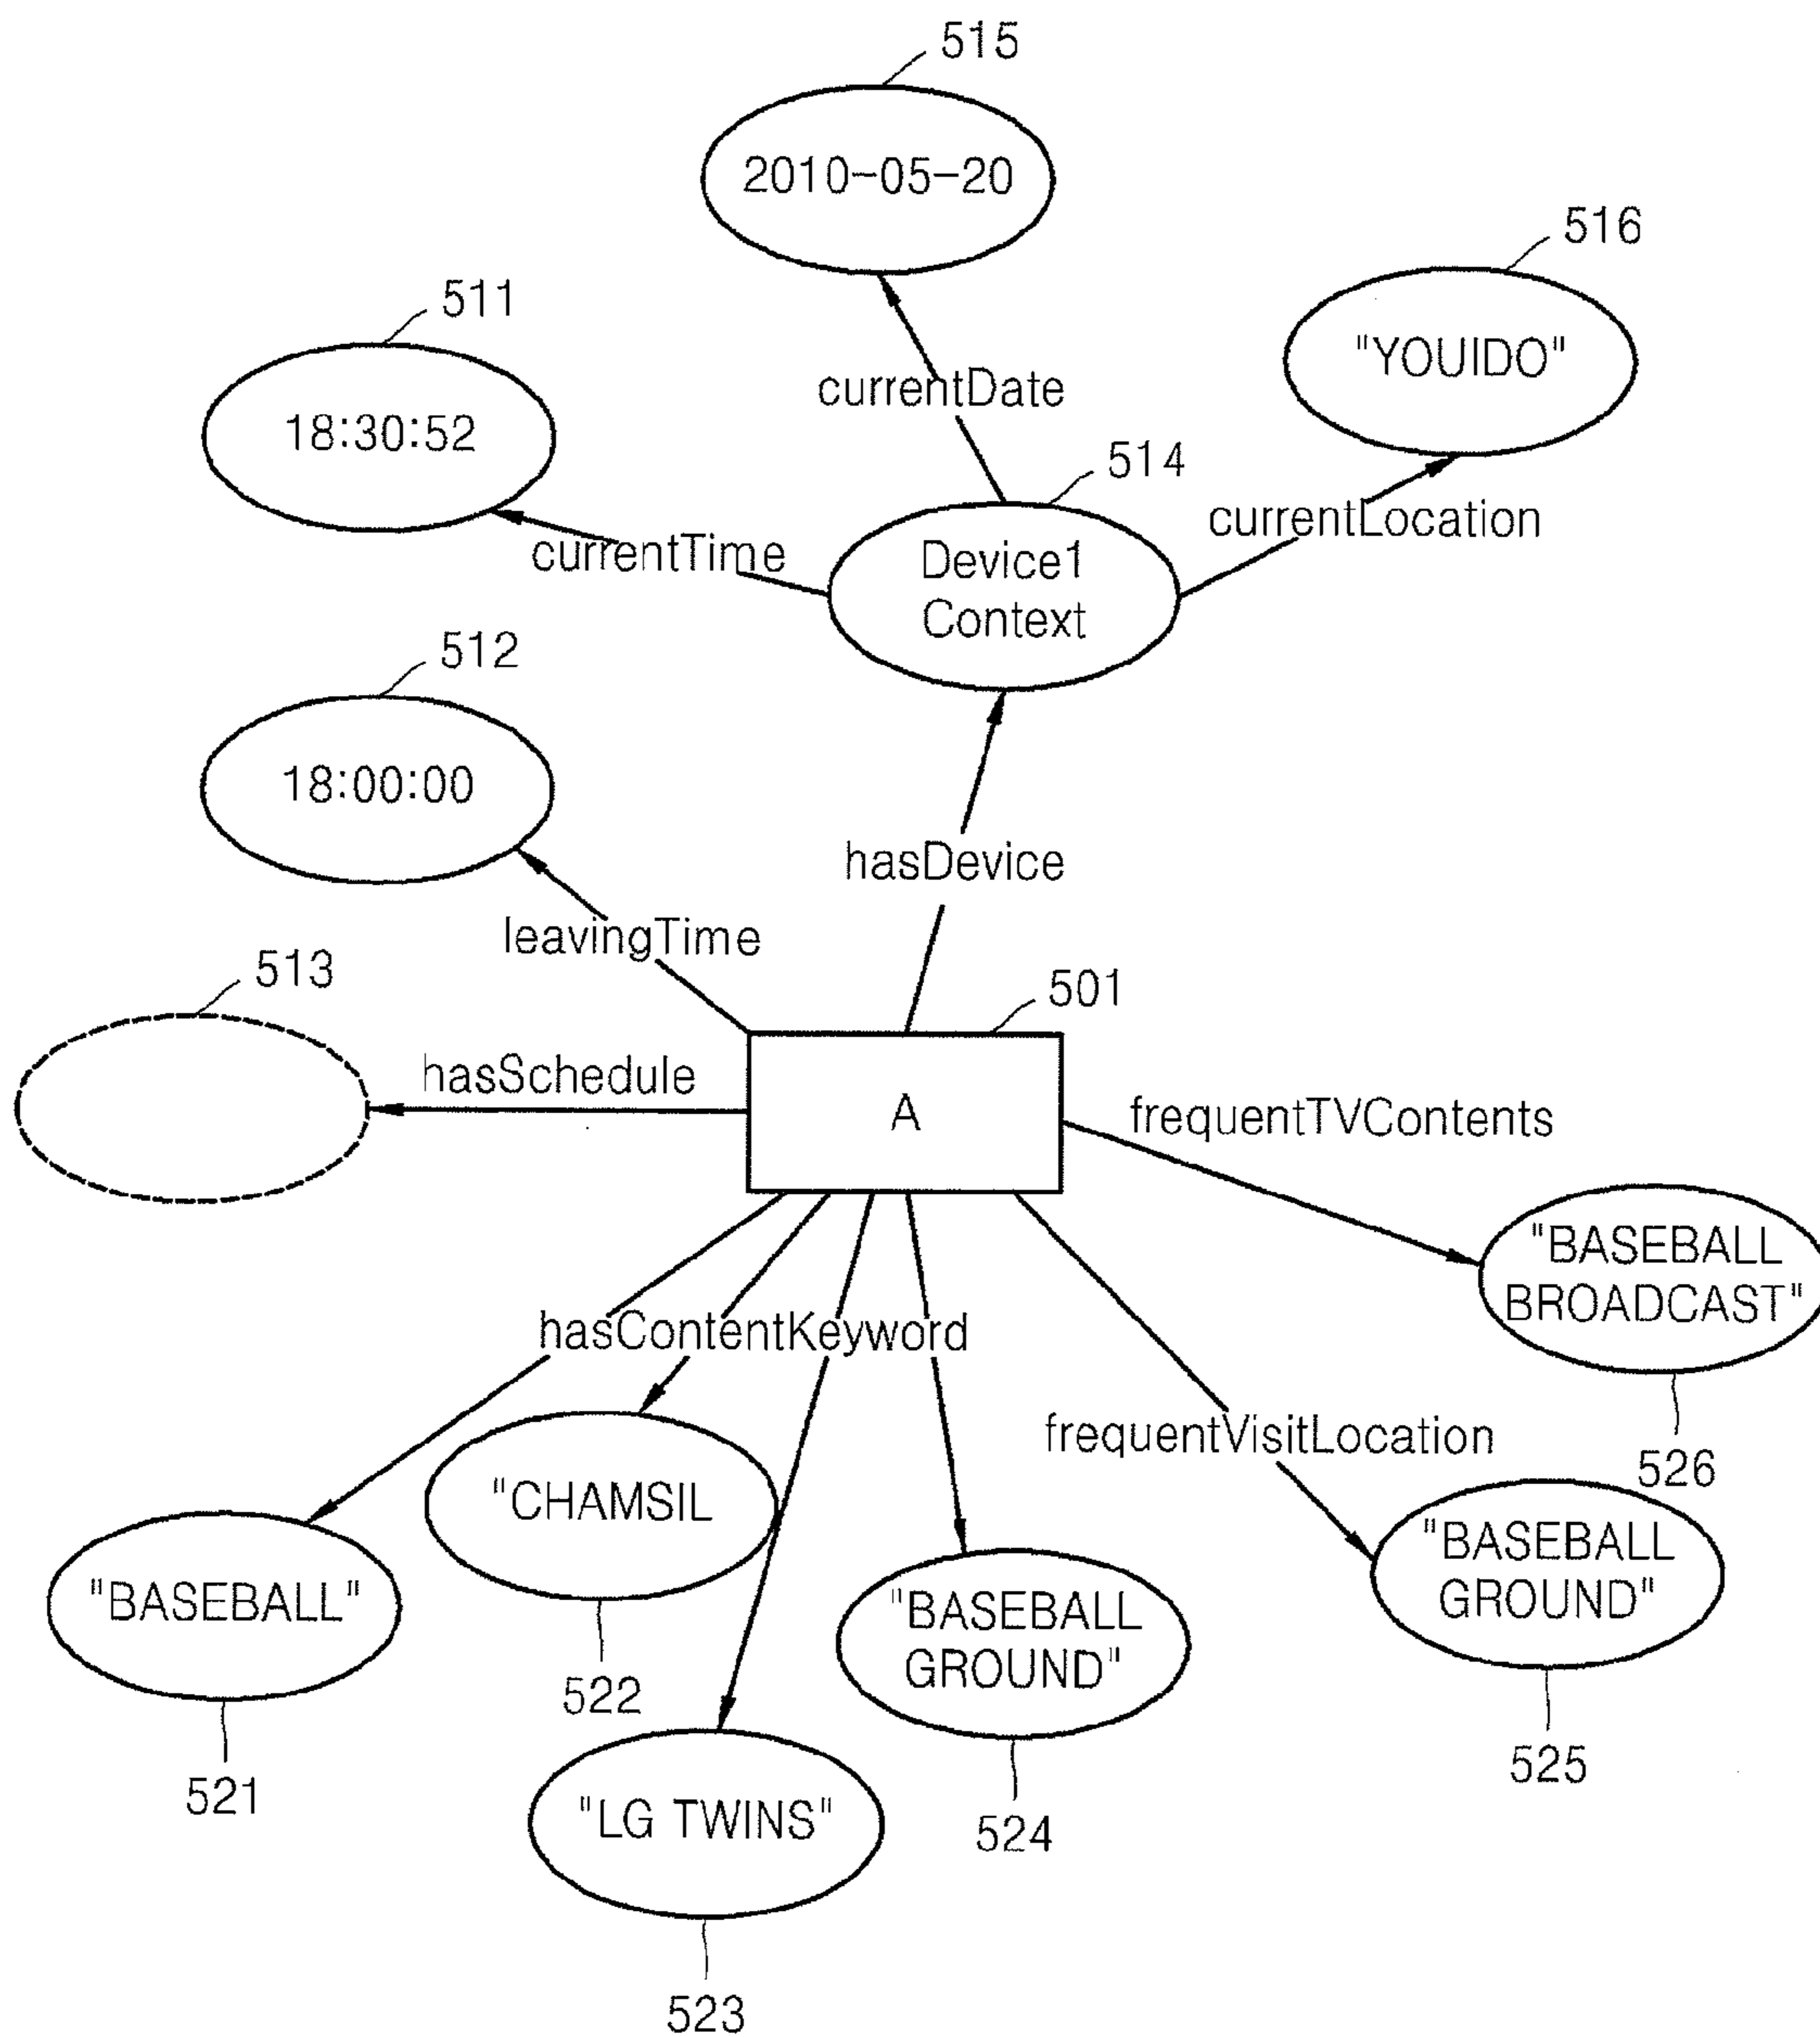 515
2010-05-20
516
511
"YOUIDO"
currentDate
18:30:52
514
currentLocation
currentTime
Device1
Context
512
18:00:00
hasDevice
leavingTime
513
501
hasSchedule
A
frequentTVContents
"BASEBALL
BROADCAST"
hasContentKeyword
frequentVisitLocation
526
"CHAMSIL
"BASEBALL
GROUND"
"BASEBALL"
"BASEBALL
GROUND"
522
525
521
"LG TWINS"
524
523